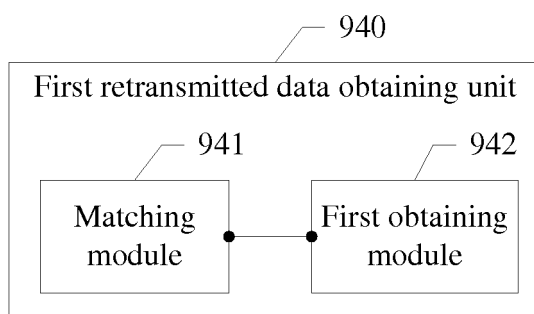 940
First retransmitted data obtaining unit
941
942
Matching
module
First obtaining
module